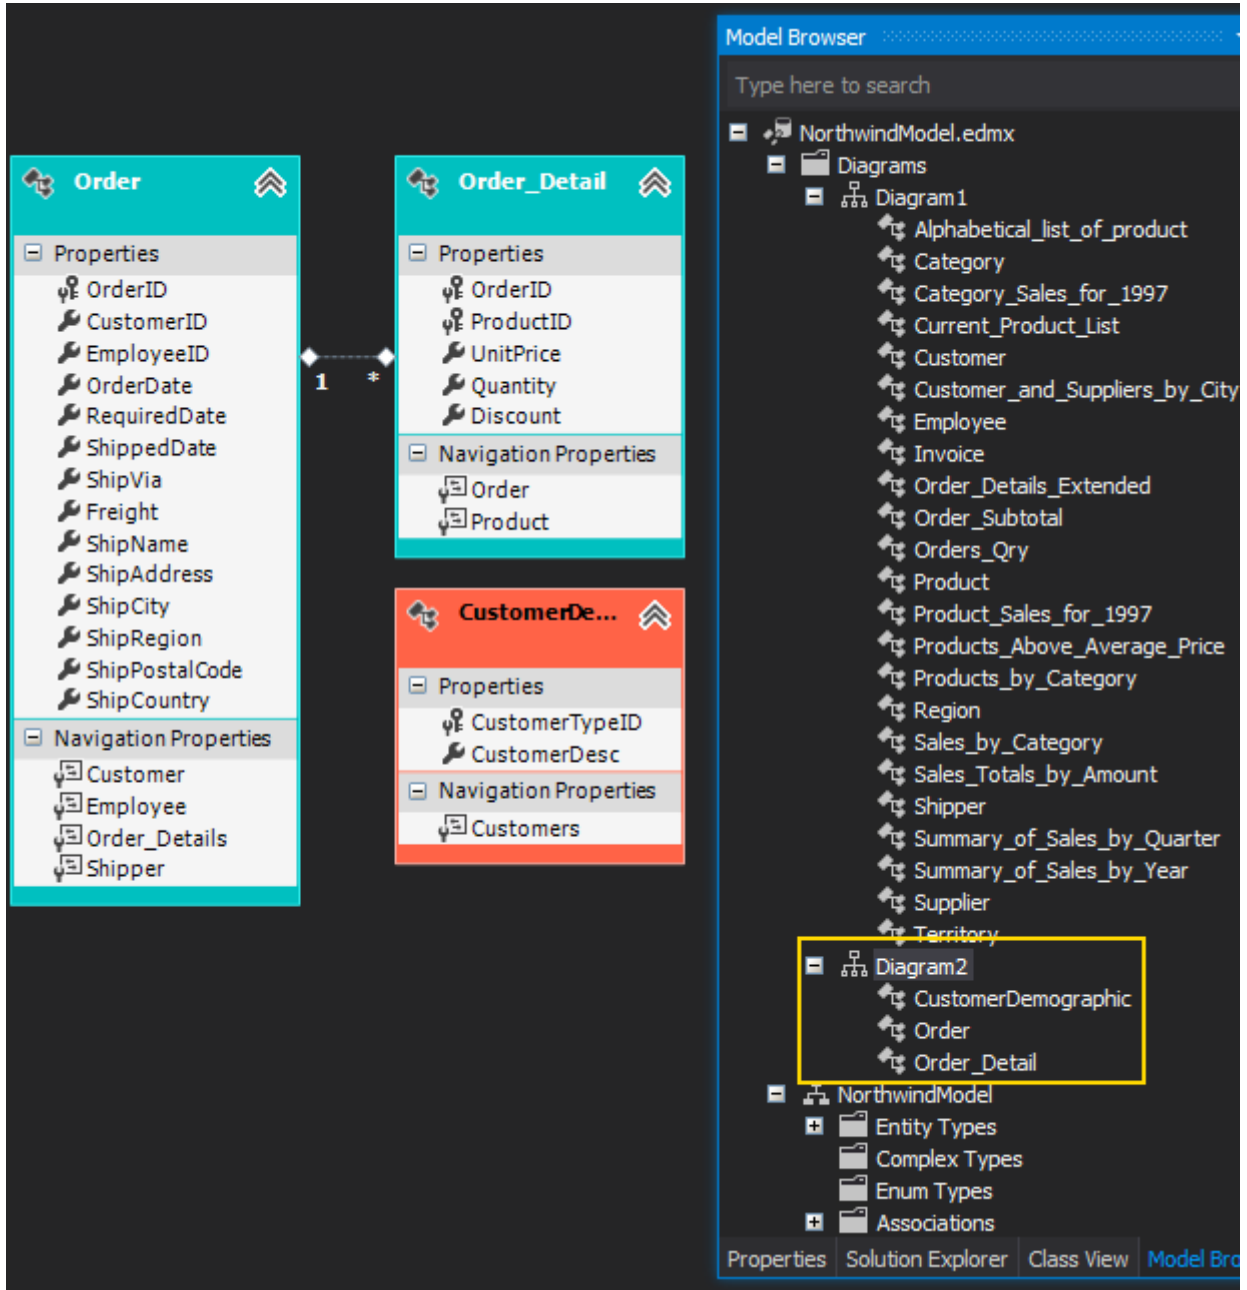 Order
Properties
OrderID
CustomerID
EmployeeID
OrderDate
RequiredDate
ShippedDate
ShipVia
Freight
ShipName
ShipAddress
ShipCity
ShipRegion
ShipPostalCode
ShipCountry
Navigation Properties
Customer
Employee
Order_Details
Shipper
1 *
Order_Detail
Properties
OrderID
ProductID
UnitPrice
Quantity
Discount
Navigation Properties
Order
Product
CustomerDe...
Properties
CustomerTypeID
CustomerDesc
Navigation Properties
Customers
Model Browser
Type here to search
NorthwindModel.edmx
Diagrams
Diagram1
Alphabetical_list_of_product
Category
Category_Sales_for_1997
Current_Product_List
Customer
Customer_and_Suppliers_by_City
Employee
Invoice
Order_Details_Extended
Order_Subtotal
Orders_Qry
Product
Product_Sales_for_1997
Products_Above_Average_Price
Products_by_Category
Region
Sales_by_Category
Sales_Totals_by_Amount
Shipper
Summary_of_Sales_by_Quarter
Summary_of_Sales_by_Year
Supplier
Territory
Diagram2
CustomerDemographic
Order
Order_Detail
NorthwindModel
Entity Types
Complex Types
Enum Types
Associations
Properties Solution Explorer Class View Model Bro